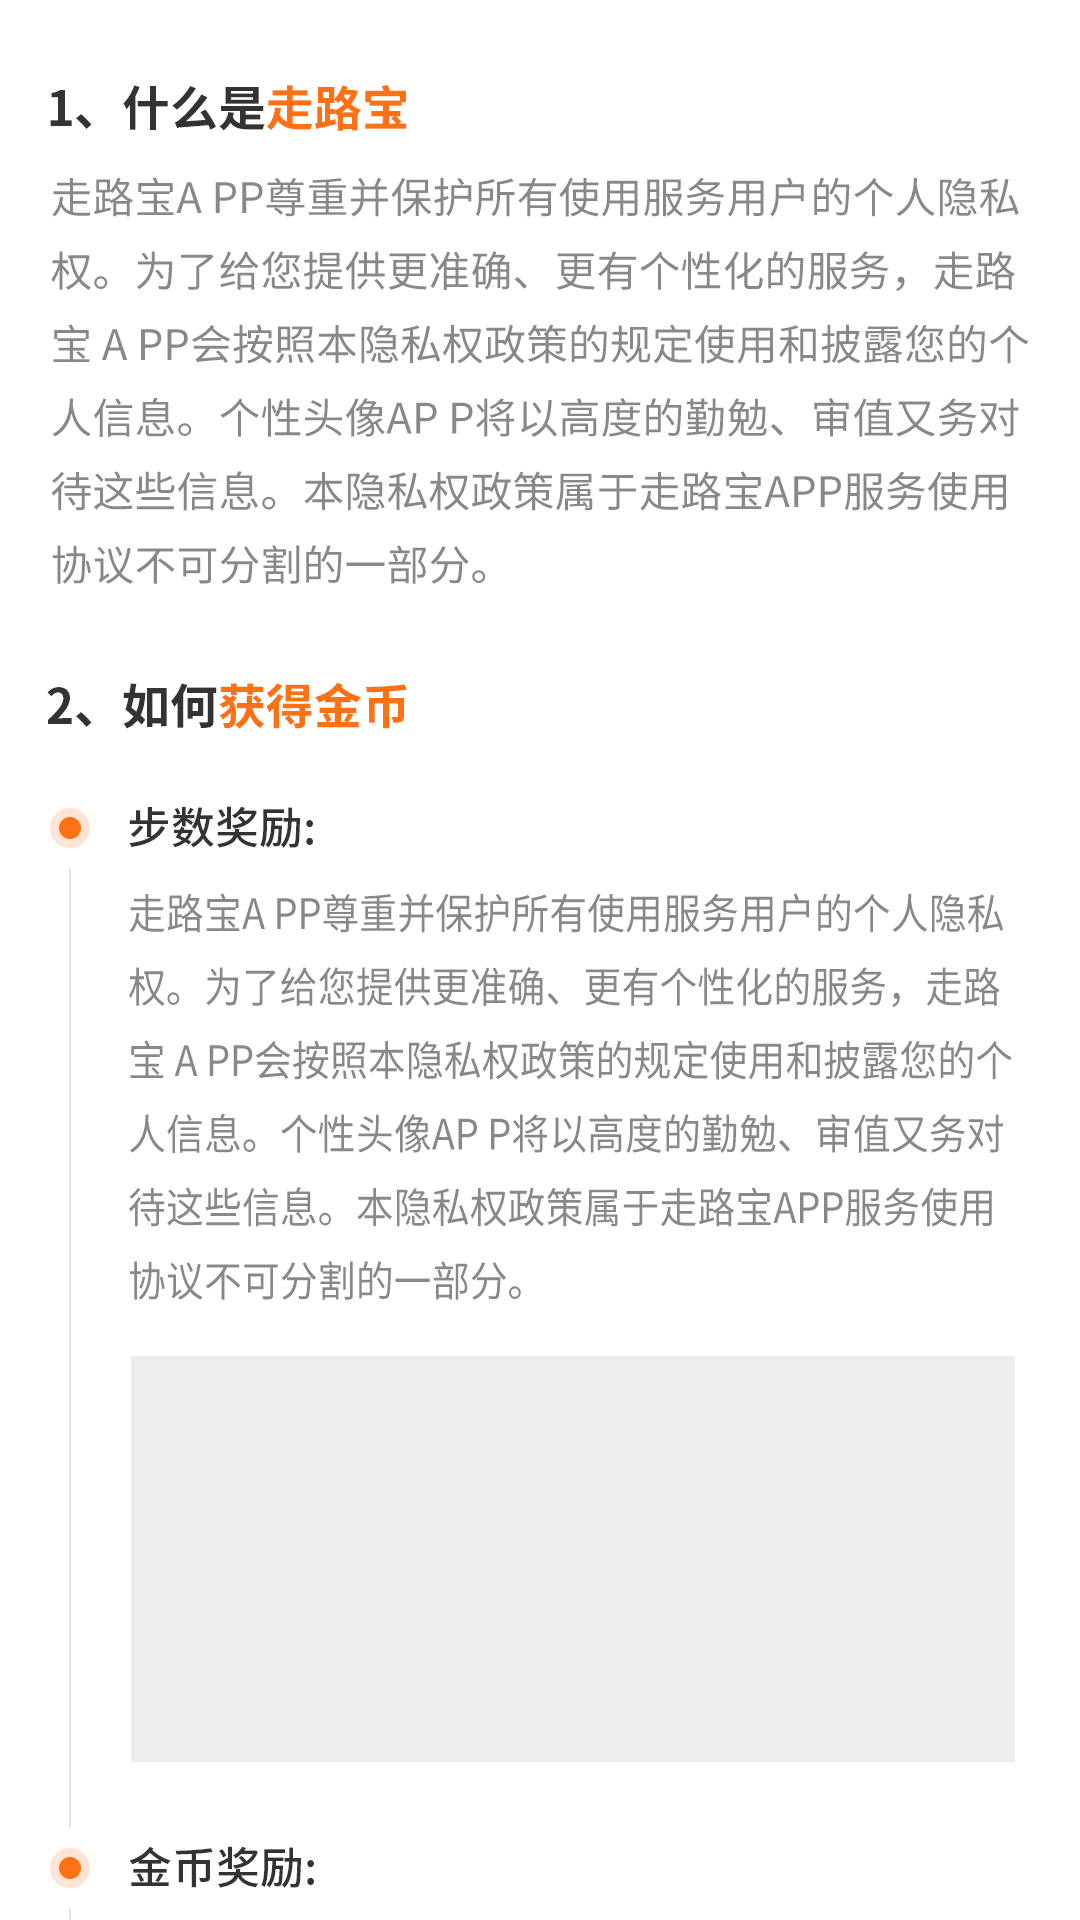 1、什么是走路宝
走路宝A PP尊重并保护所有使用服务用户的个人隐私
权。为了给您提供更准确、更有个性化的服务，走路
宝 A PP会按照本隐私权政策的规定使用和披露您的个
人信息。个性头像AP P将以高度的勤勉、审值又务对
待这些信息。本隐私权政策属于走路宝APP服务使用
协议不可分割的一部分。
2、如何获得金币
步数奖励:
走路宝A PP尊重并保护所有使用服务用户的个人隐私
权。为了给您提供更准确、更有个性化的服务，走路
宝 A PP会按照本隐私权政策的规定使用和披露您的个
人信息。个性头像AP P将以高度的勤勉、审值又务对
待这些信息。本隐私权政策属于走路宝APP服务使用
协议不可分割的一部分。
金币奖励: